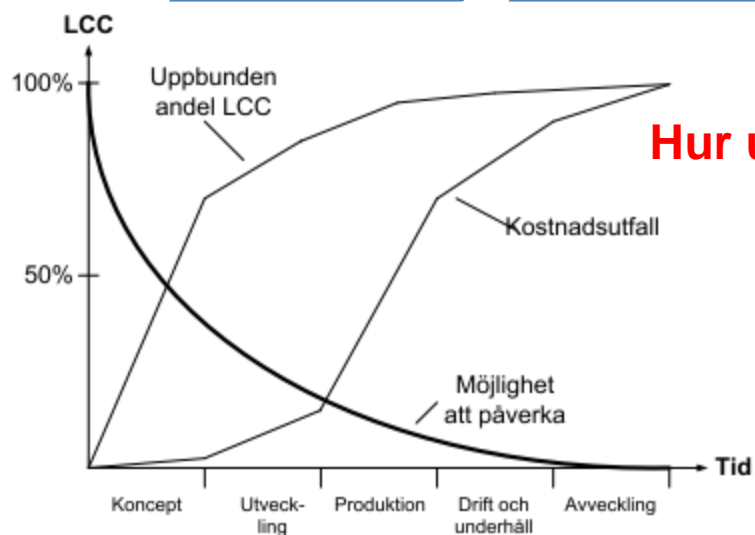 LCC
100%
Uppbunden
andel LCC
Hur
Kostnadsutfall
50%
Möjlighet
att påverka
Tid
Koncept
Utveck-
ling
Produktion
Drift och
underhåll
Avveckling